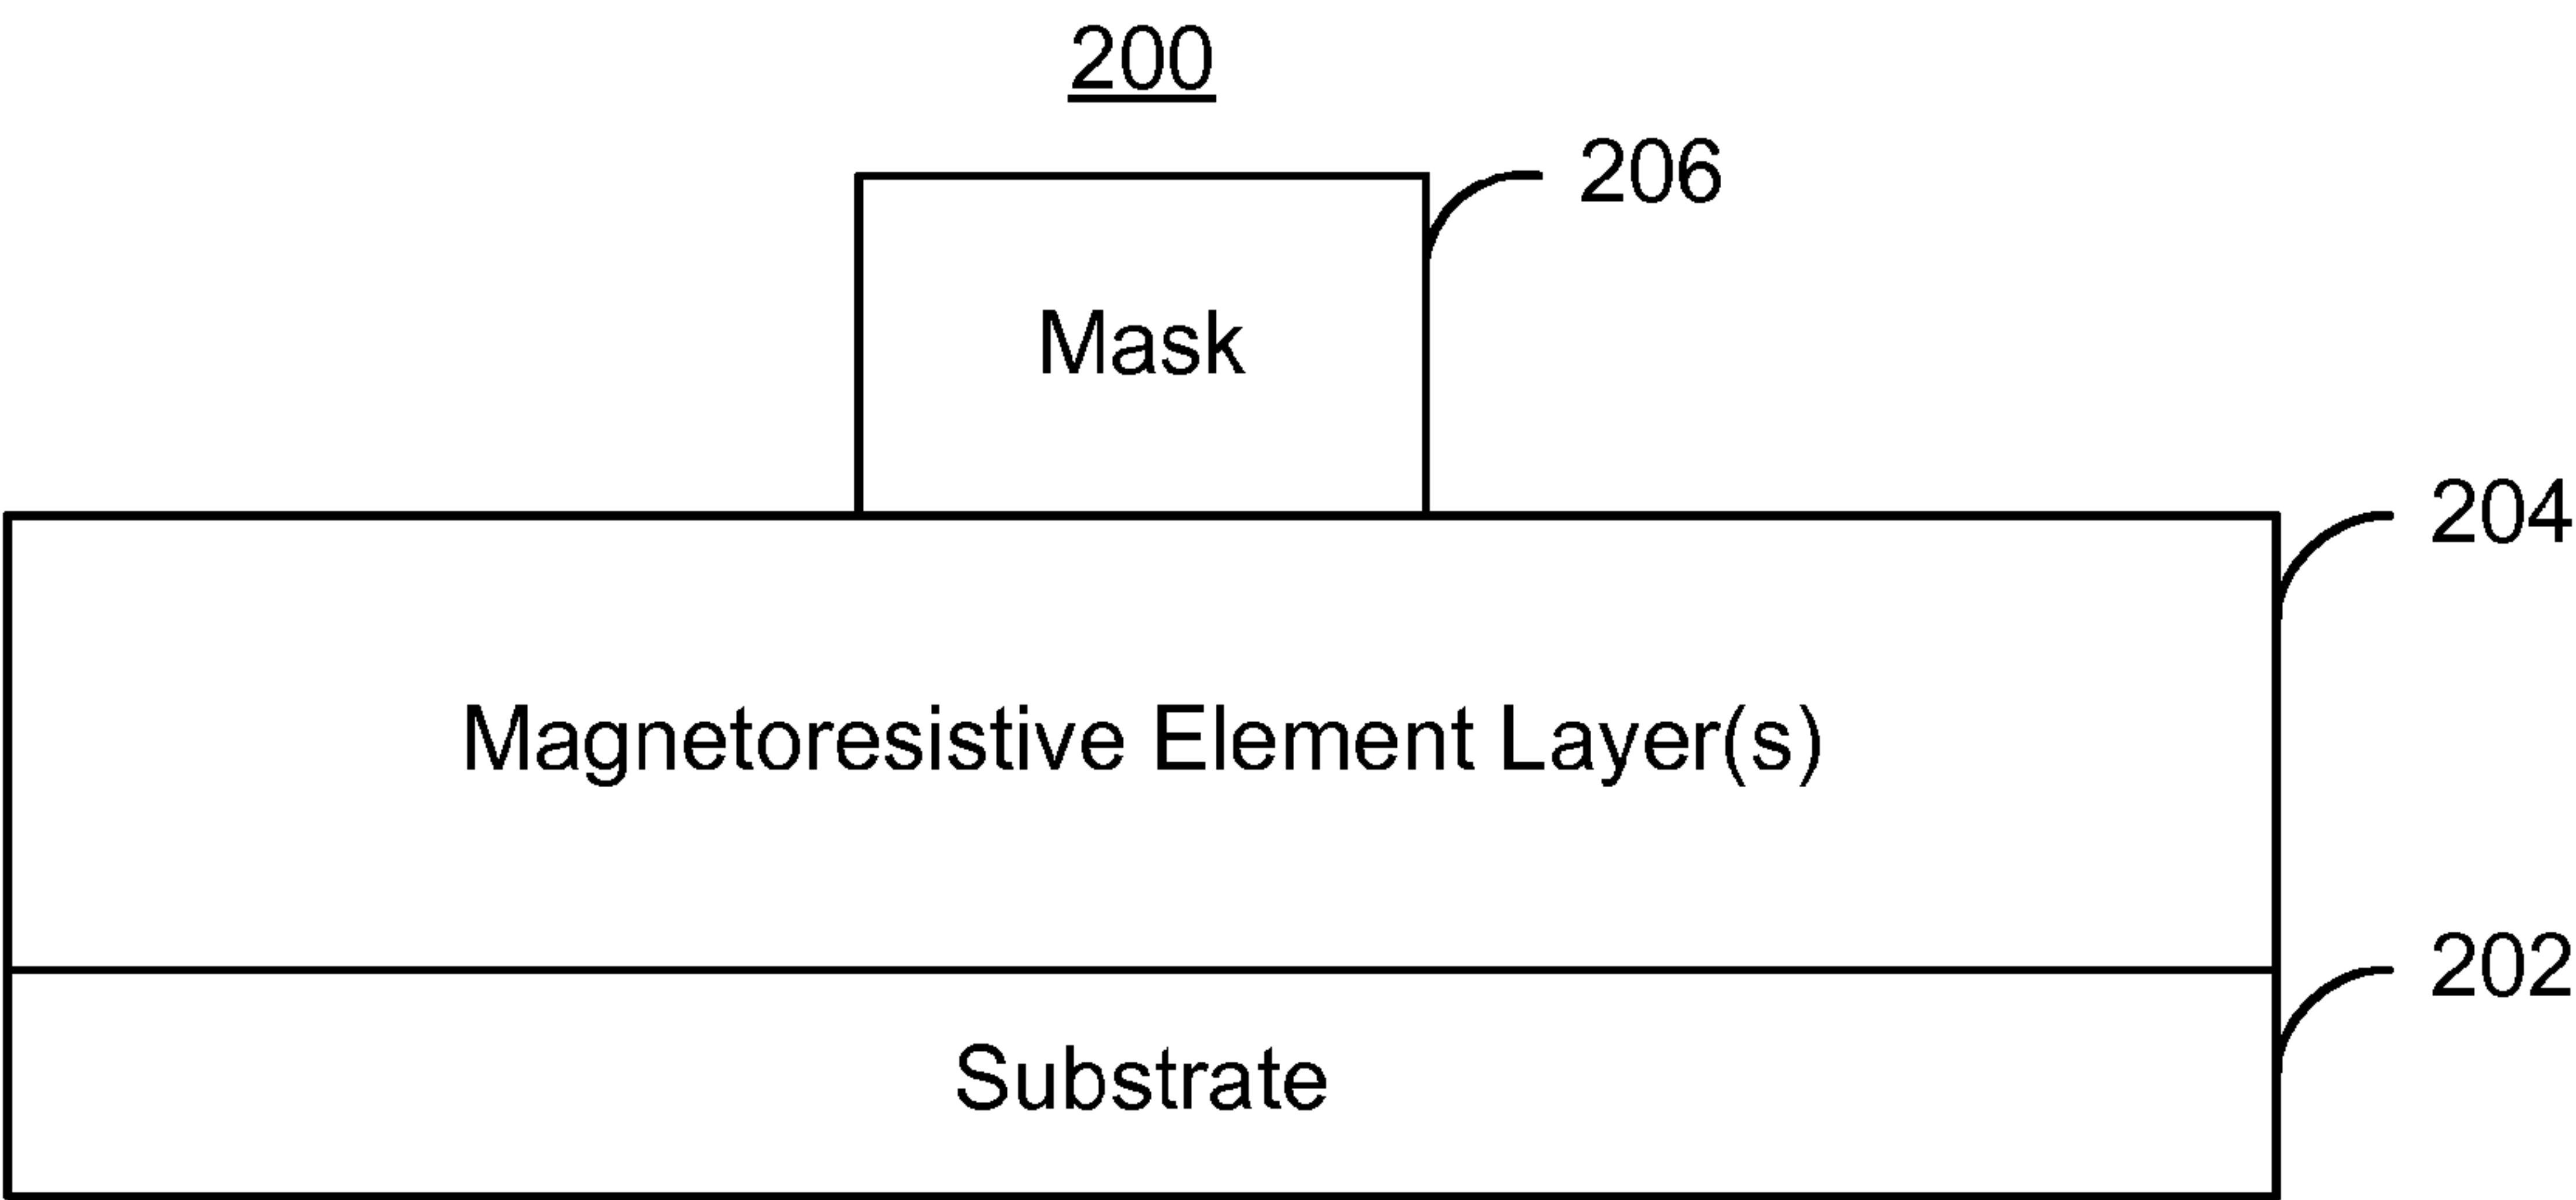 200
206
Mask
204
Magnetoresistive Element Layer(s)
202
Substrate